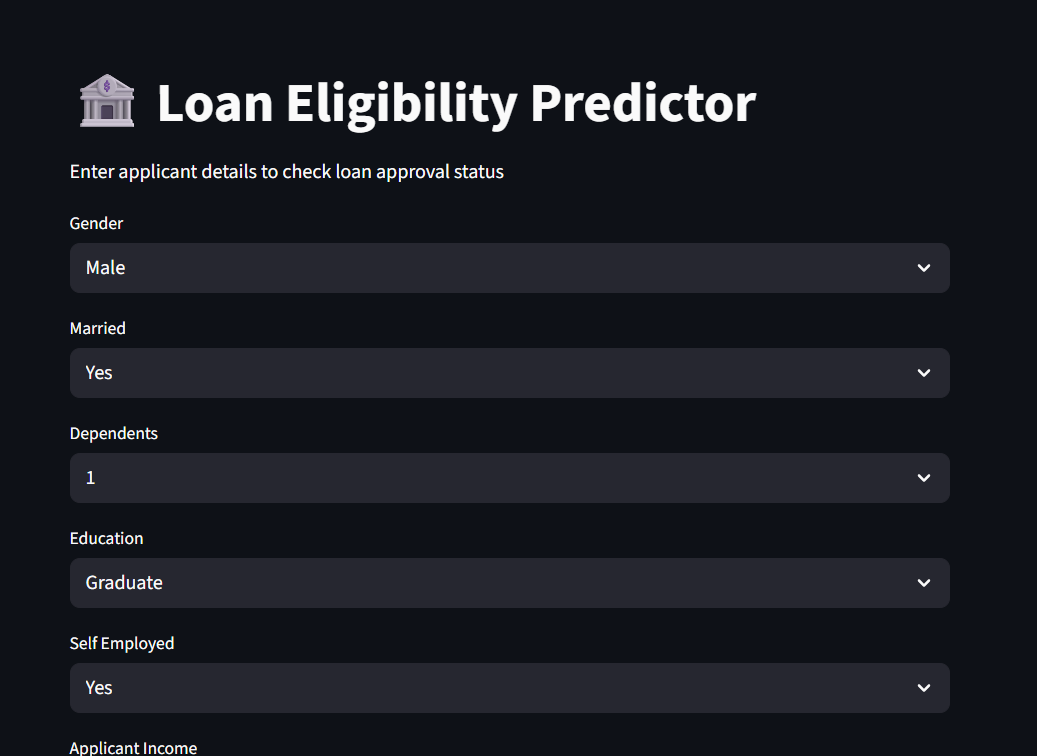 Loan Eligibility Predictor
Enter applicant details to check loan approval status
Gender
Male
Married
Yes
Dependents
1
Education
Graduate
Self Employed
Yes
Applicant Income